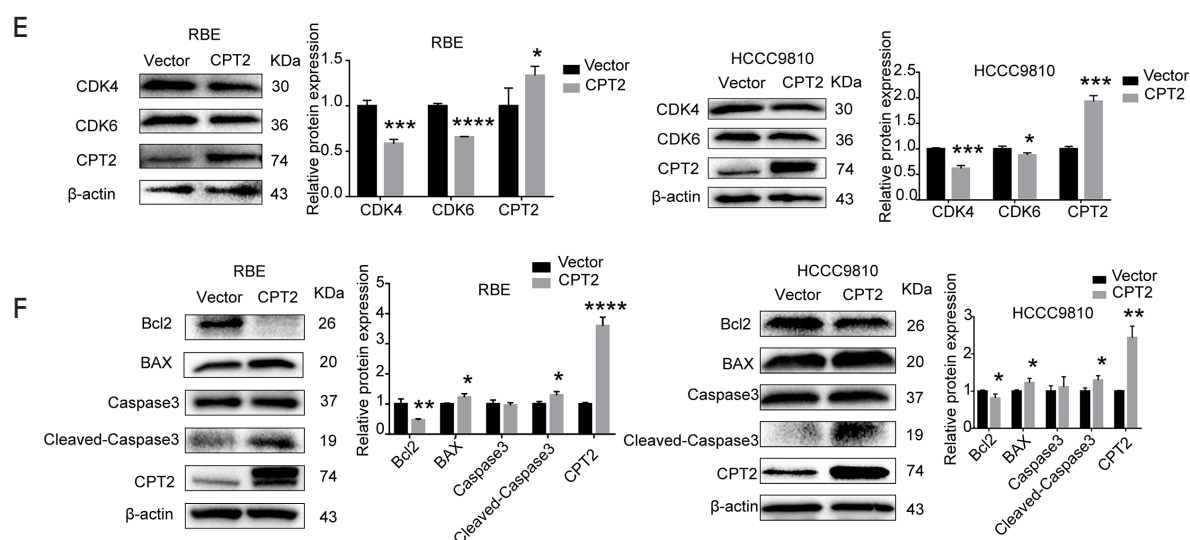 E
RBE
Vector CPT2 KDa
CDK4 30
CDK6 36
CPT2 74
β-actin 43
RBE
Relative protein expression
1.5
1.0
0.5
0.0
*** **** *
CDK4 CDK6 CPT2
Vector
CPT2
HCCC9810
Vector CPT2 KDa
CDK4 30
CDK6 36
CPT2 74
β-actin 43
HCCC9810
Relative protein expression
2.5
2.0
1.5
1.0
0.5
0.0
*** * ***
CDK4 CDK6 CPT2
Vector
CPT2
F
RBE
Vector CPT2 KDa
Bcl2 26
BAX 20
Caspase3 37
Cleaved-Caspase3 19
CPT2 74
β-actin 43
RBE
Relative protein expression
5
4
3
2
1
0
** * * ****
Bcl2 BAX Caspase3 Cleaved-Caspase3 CPT2
Vector
CPT2
HCCC9810
Vector CPT2 KDa
Bcl2 26
BAX 20
Caspase3 37
Cleaved-Caspase3 19
CPT2 74
β-actin 43
HCCC9810
Relative protein expression
3
2
1
0
* * * **
Bcl2 BAX Caspase3 Cleaved-Caspase3 CPT2
Vector
CPT2